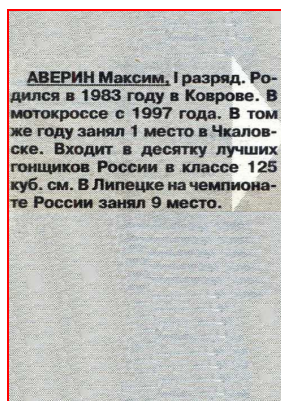 АВЕРИН Максим, I разряд. Ро-
дился в 1983 году в Коврове. В
мотокроссе с 1997 года. В том
же году занял 1 место в Чкалов-
ске. Входит в десятку лучших
гонщиков России в классе 125
куб. см. В Липецке на чемпиона-
те России занял 9 место.